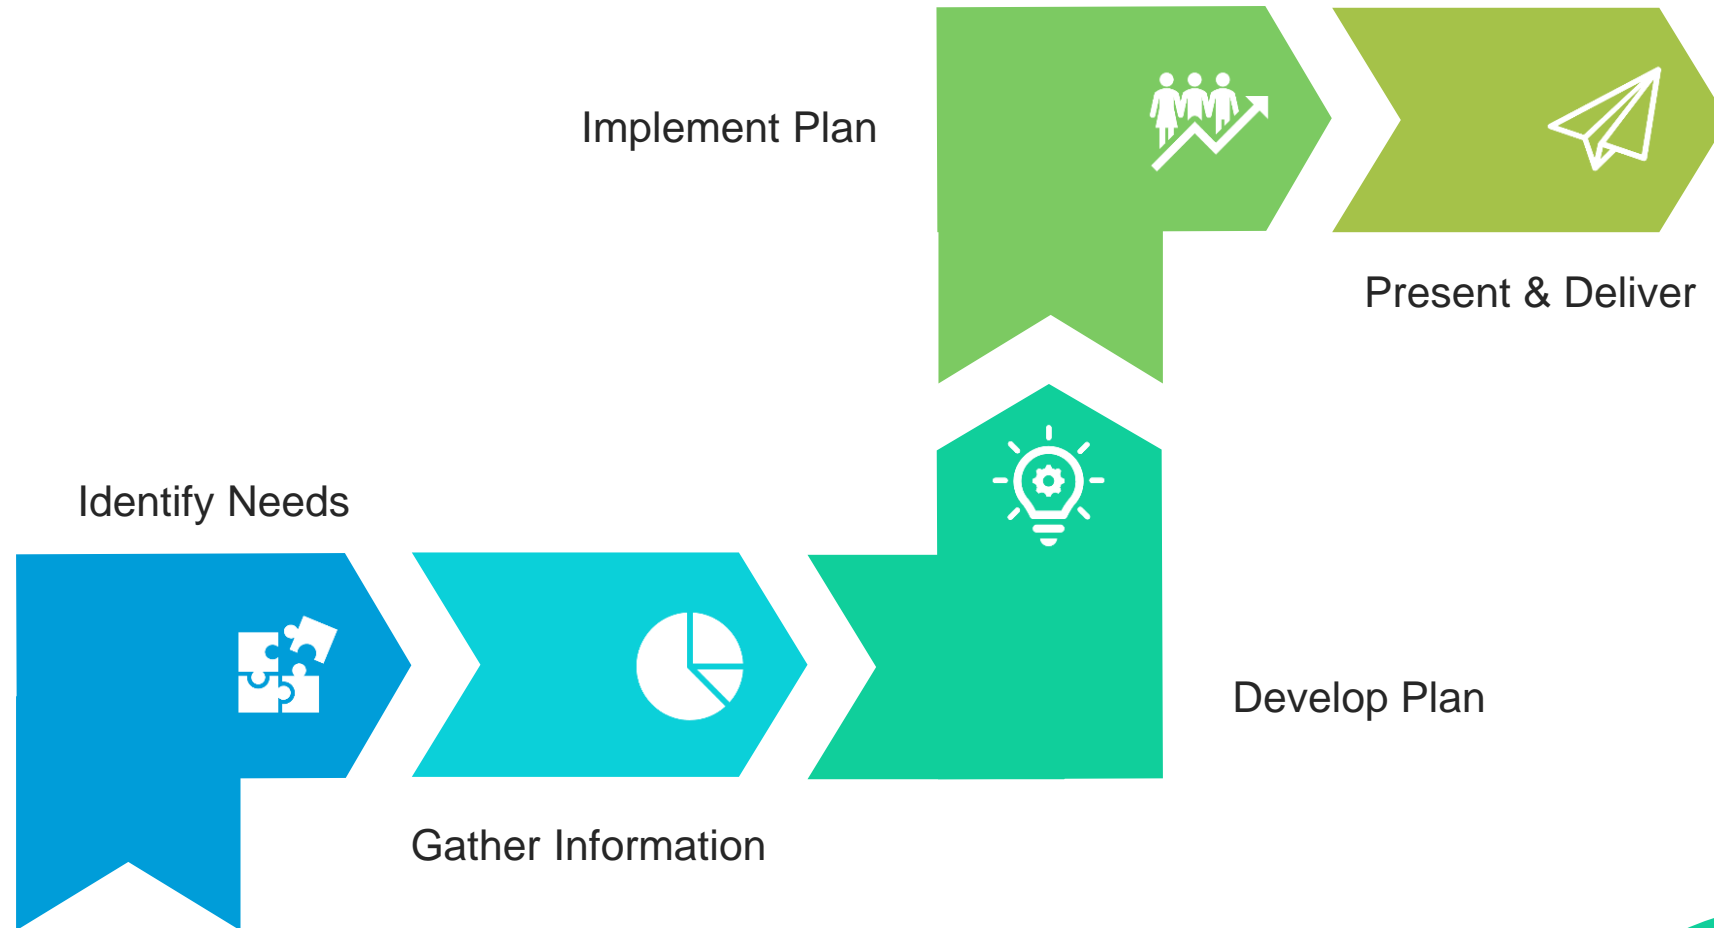 Implement Plan
Present & Deliver
Identify Needs
Develop Plan
Gather Information